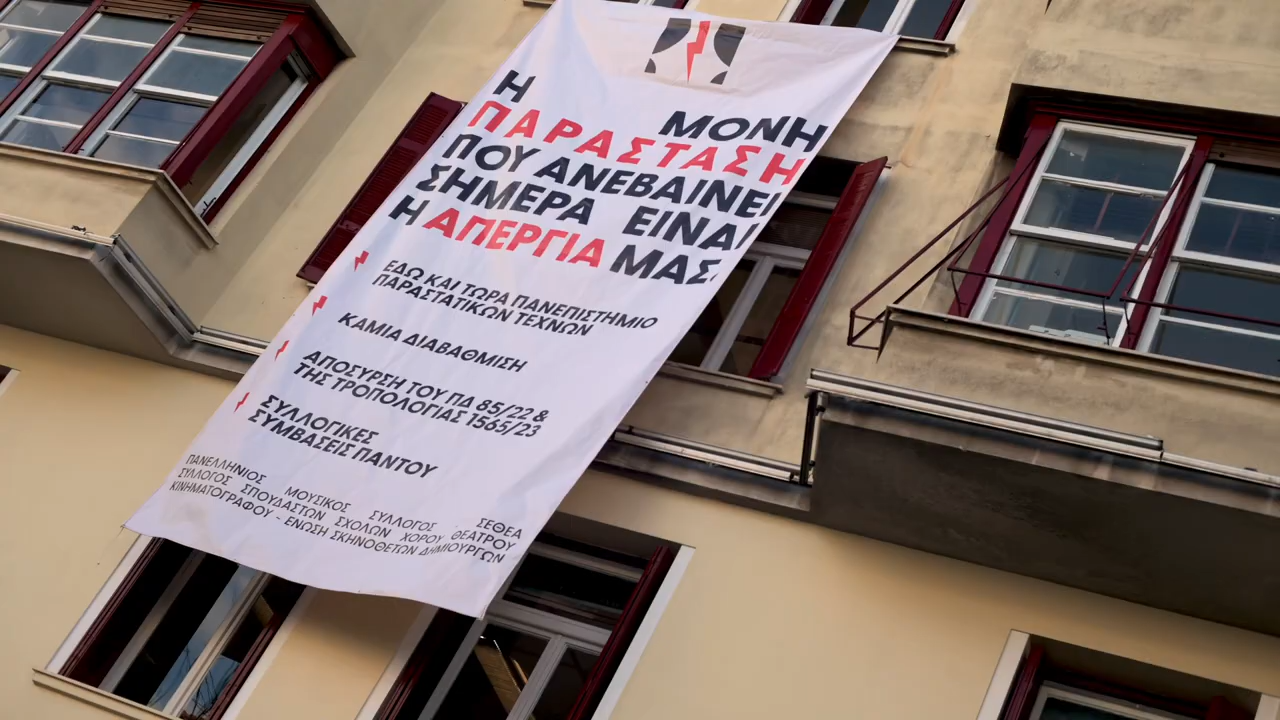 Η ΜΟΝΗ
ΠΑΡΑΣΤΑΣΗ
ΠΟΥ ΑΝΕΒΑΙΝΕΙ
ΣΗΜΕΡΑ ΕΙΝΑΙ
Η ΑΠΕΡΓΙΑ ΜΑΣ.
ΕΔΩ ΚΑΙ ΤΩΡΑ ΠΑΝΕΠΙΣΤΗΜΙΟ
ΠΑΡΑΣΤΑΤΙΚΩΝ ΤΕΧΝΩΝ
ΚΑΜΙΑ ΔΙΑΒΑΘΜΙΣΗ
ΑΠΟΣΥΡΣΗ ΤΟΥ ΠΔ 85/22 &
ΤΗΣ ΤΡΟΠΟΛΟΓΙΑΣ 1565/23
ΣΥΛΛΟΓΙΚΕΣ
ΣΥΜΒΑΣΕΙΣ ΠΑΝΤΟΥ
ΠΑΝΕΛΛΗΝΙΟΣ ΜΟΥΣΙΚΟΣ ΣΥΛΛΟΓΟΣ ΣΕΘΕΑ
ΣΥΛΛΟΓΟΣ ΣΠΟΥΔΑΣΤΩΝ ΣΧΟΛΩΝ ΧΟΡΟΥ ΘΕΑΤΡΟΥ
ΚΙΝΗΜΑΤΟΓΡΑΦΟΥ - ΕΝΩΣΗ ΣΚΗΝΟΘΕΤΩΝ ΔΗΜΙΟΥΡΓΩΝ